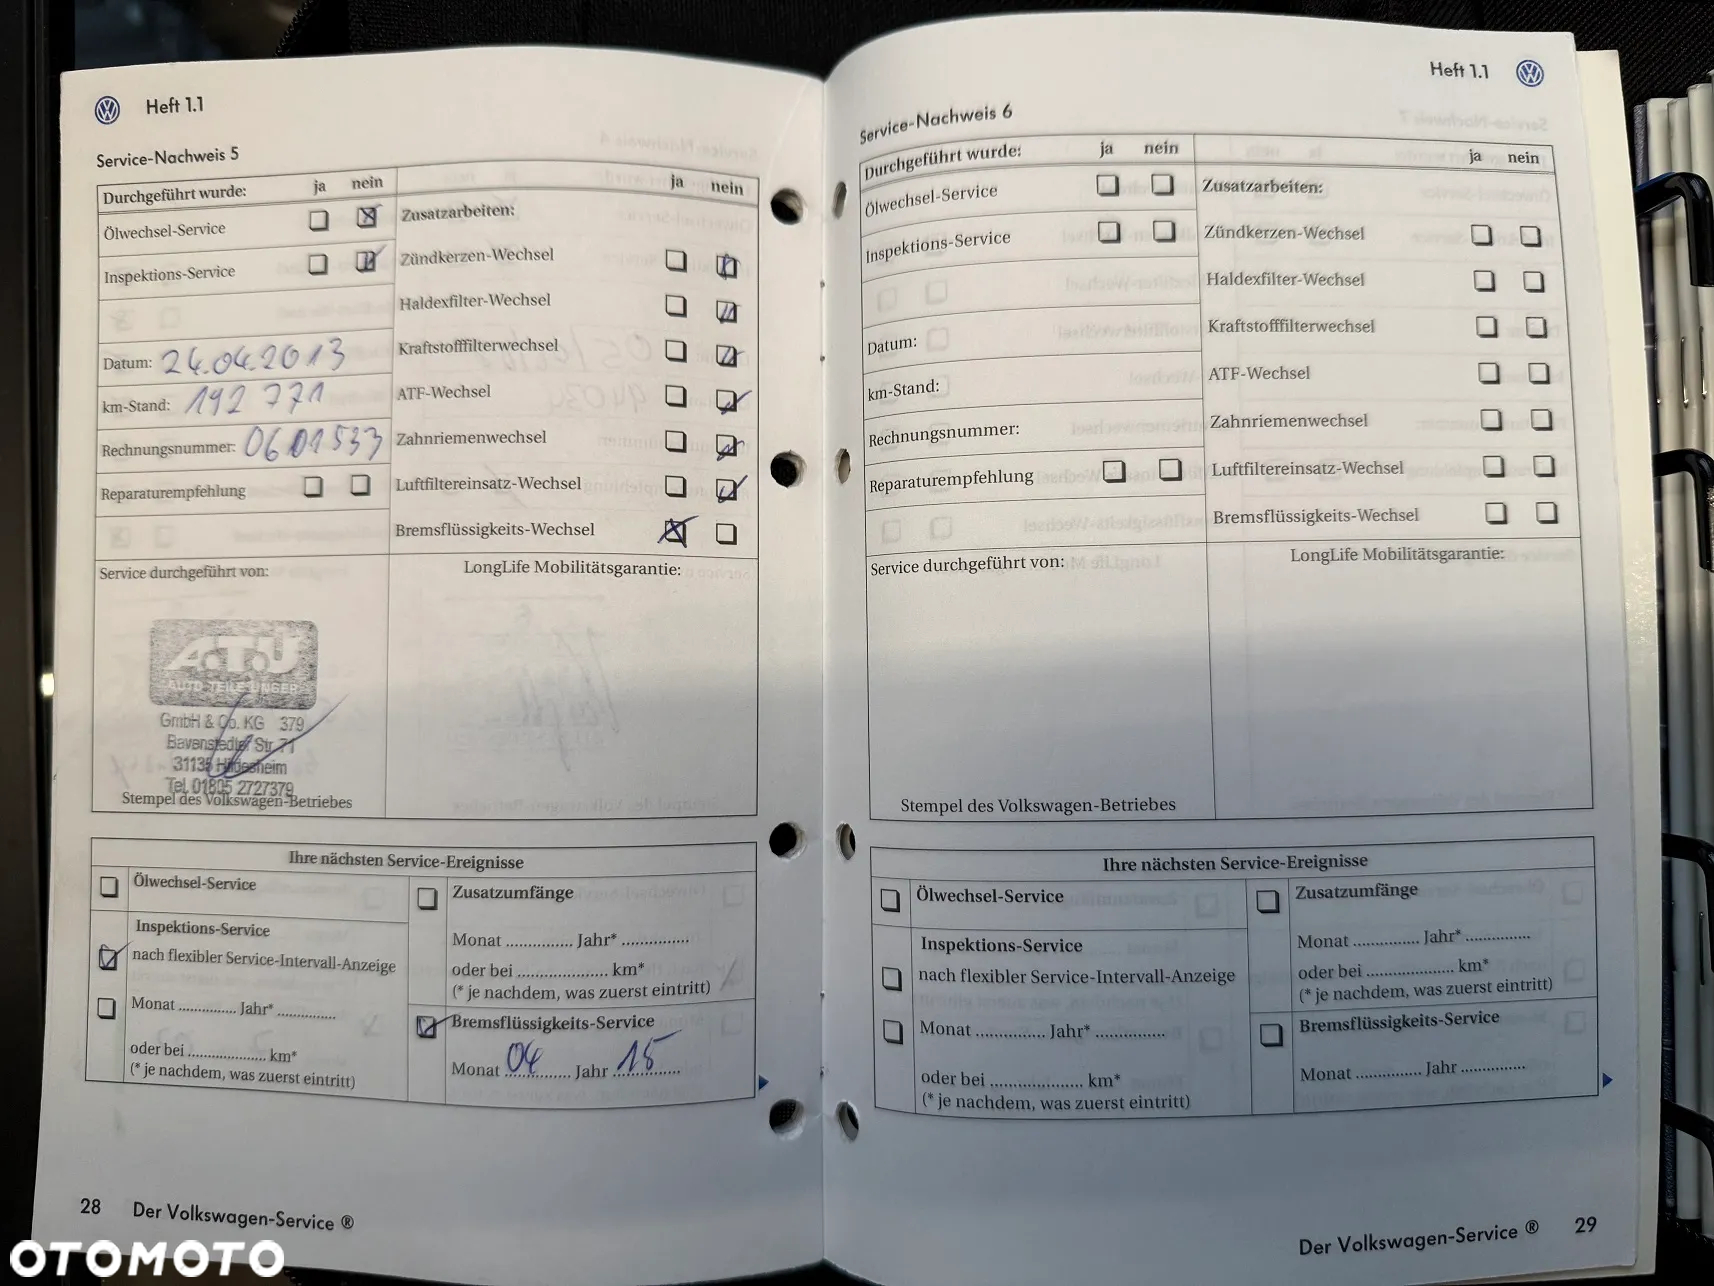 Heft 1.1
Service-Nachweis 5
Durchgeführt wurde: ja nein
Ölwechsel-Service
Inspektions-Service
Datum: 24.04.2013
km-Stand: 192 771
Rechnungsnummer: 0601533
Reparaturempfehlung
ja nein
Zusatzarbeiten:
Zündkerzen-Wechsel
Haldexfilter-Wechsel
Kraftstofffilterwechsel
ATF-Wechsel
Zahnriemenwechsel
Luftfiltereinsatz-Wechsel
Bremsflüssigkeits-Wechsel
Service durchgeführt von:
A.T.U
AUTO-TEILE-UNGER
GmbH & Co. KG 379
Bavenstedter Str. 71
31135 Hildesheim
Tel. 01805 2727379
Stempel des Volkswagen-Betriebes
LongLife Mobilitätsgarantie:
Ihre nächsten Service-Ereignisse
Ölwechsel-Service
Inspektions-Service
nach flexibler Service-Intervall-Anzeige
Monat ............... Jahr* ...............
oder bei .................... km*
(* je nachdem, was zuerst eintritt)
Zusatzumfänge
Monat ............... Jahr* ...............
oder bei .................... km*
(* je nachdem, was zuerst eintritt)
Bremsflüssigkeits-Service
Monat 04 Jahr 15
28 Der Volkswagen-Service ®
Heft 1.1
Service-Nachweis 6
Durchgeführt wurde: ja nein
Ölwechsel-Service
Inspektions-Service
Datum:
km-Stand:
Rechnungsnummer:
Reparaturempfehlung
ja nein
Zusatzarbeiten:
Zündkerzen-Wechsel
Haldexfilter-Wechsel
Kraftstofffilterwechsel
ATF-Wechsel
Zahnriemenwechsel
Luftfiltereinsatz-Wechsel
Bremsflüssigkeits-Wechsel
Service durchgeführt von:
Stempel des Volkswagen-Betriebes
LongLife Mobilitätsgarantie:
Ihre nächsten Service-Ereignisse
Ölwechsel-Service
Inspektions-Service
nach flexibler Service-Intervall-Anzeige
Monat ............... Jahr* ...............
oder bei .................... km*
(* je nachdem, was zuerst eintritt)
Zusatzumfänge
Monat ............... Jahr* ...............
oder bei .................... km*
(* je nachdem, was zuerst eintritt)
Bremsflüssigkeits-Service
Monat ............... Jahr ...............
Der Volkswagen-Service ® 29
OTOMOTO